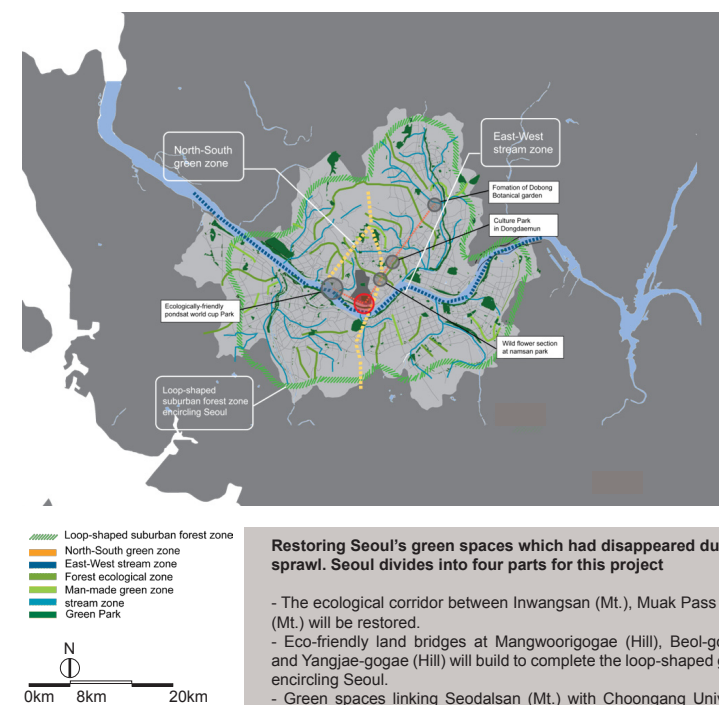 North-South
green zone
East-West
stream zone
Fomation of Dobong
Botanical garden
Culture Park
in Dongdaemun
Ecologically-friendly
pondsat world cup Park
Wild flower section
at namsan park
Loop-shaped
suburban forest zone
encircling Seoul
Loop-shaped suburban forest zone
North-South green zone
East-West stream zone
Forest ecological zone
Man-made green zone
stream zone
Green Park
N
0km 8km 20km
Restoring Seoul's green spaces which had disappeared du
sprawl. Seoul divides into four parts for this project
- The ecological corridor between Inwangsan (Mt.), Muak Pass
(Mt.) will be restored.
- Eco-friendly land bridges at Mangwoorigogae (Hill), Beol-go
and Yangjae-gogae (Hill) will build to complete the loop-shaped g
encircling Seoul.
- Green spaces linking Seodalsan (Mt.) with Choongang Univ